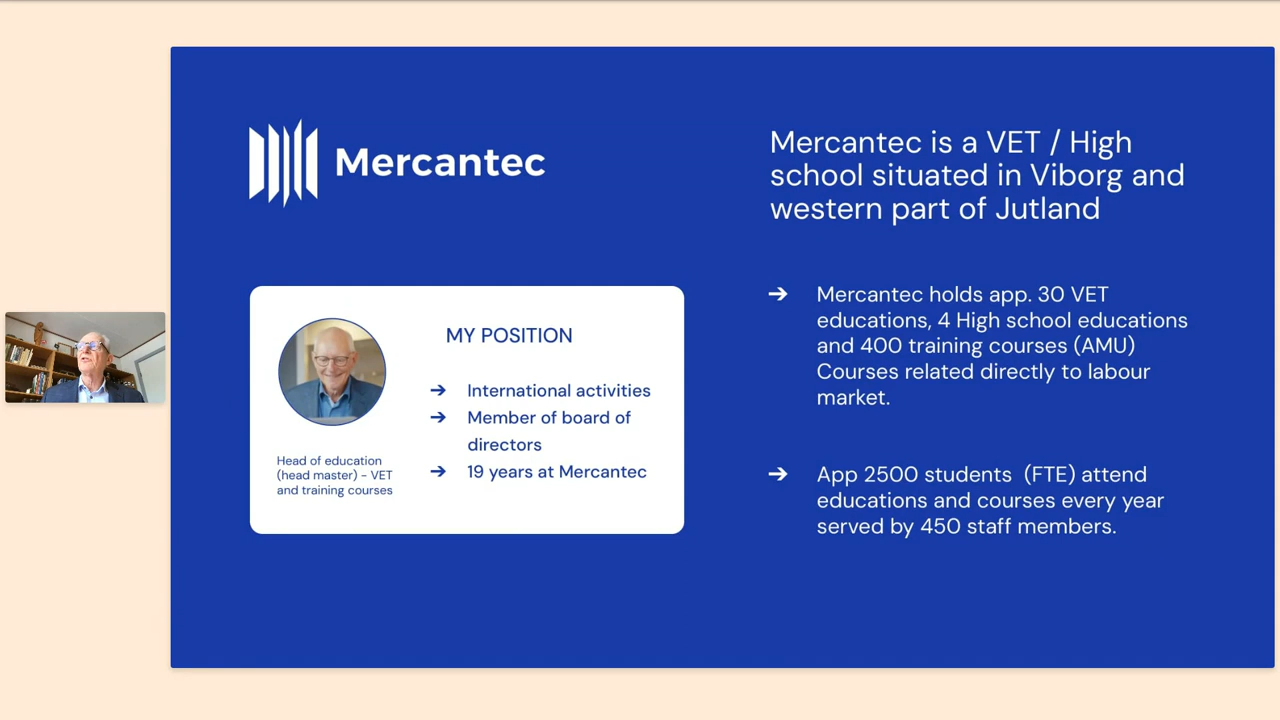 Mercantec
Mercantec is a VET / High
school situated in Viborg and
western part of Jutland
MY POSITION
➔ International activities
➔ Member of board of
directors
➔ 19 years at Mercantec
Head of education
(head master) - VET
and training courses
➔ Mercantec holds app. 30 VET
educations, 4 High school educations
and 400 training courses (AMU)
Courses related directly to labour
market.
➔ App 2500 students  (FTE) attend
educations and courses every year
served by 450 staff members.